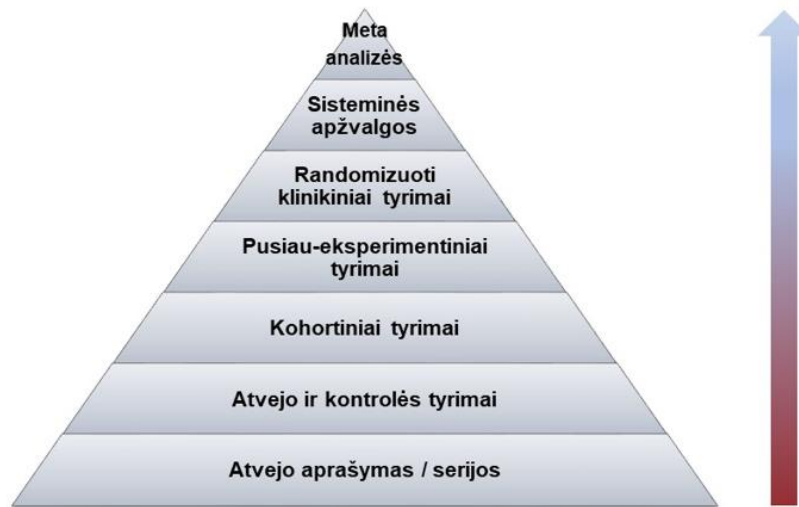 Meta
analizės
Sisteminės
apžvalgos
Randomizuoti
klinikiniai tyrimai
Pusiau-eksperimentiniai
tyrimai
Kohortiniai tyrimai
Atvejo ir kontrolės tyrimai
Atvejo aprašymas / serijos